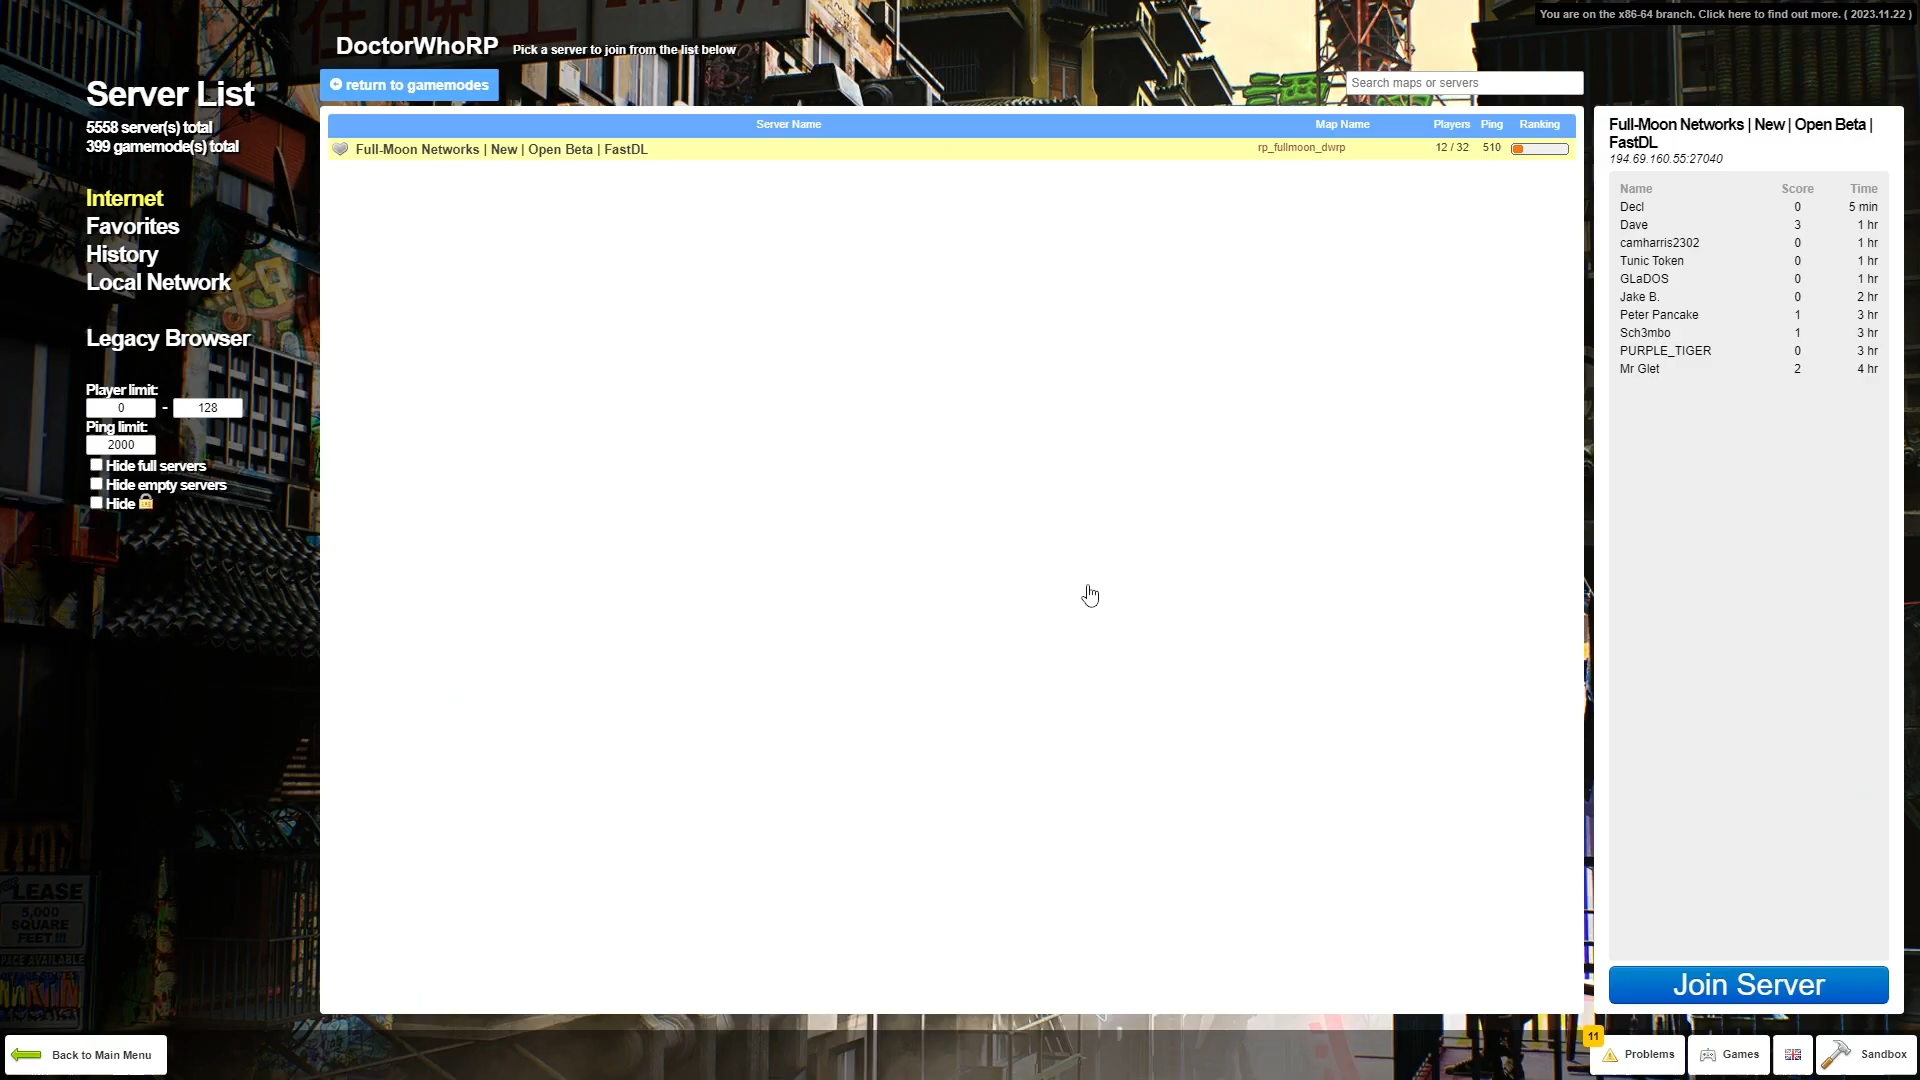 You are on the x86-64 branch. Click here to find out more. ( 2023.11.22 )
DoctorWhoRP Pick a server to join from the list below
return to gamemodes
Search maps or servers
Server List
5558 server(s) total
399 gamemode(s) total
Internet
Favorites
History
Local Network
Legacy Browser
Player limit:
0 - 128
Ping limit:
2000
Hide full servers
Hide empty servers
Hide
Server Name Map Name Players Ping Ranking
Full-Moon Networks | New | Open Beta | FastDL rp_fullmoon_dwrp 12 / 32 510
Full-Moon Networks | New | Open Beta |
FastDL
194.69.160.55:27040
Name Score Time
Decl 0 5 min
Dave 3 1 hr
camharris2302 0 1 hr
Tunic Token 0 1 hr
GLaDOS 0 1 hr
Jake B. 0 2 hr
Peter Pancake 1 3 hr
Sch3mbo 1 3 hr
PURPLE_TIGER 0 3 hr
Mr Glet 2 4 hr
Join Server
LEASE
5,000
SQUARE
FEET!!!
SPACE AVAILABLE
Back to Main Menu
11
Problems
Games
Sandbox